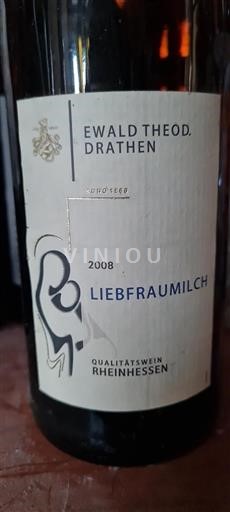 EWALD THEOD.
DRATHEN
VINIOU
2008
LIEBFRAUMILCH
QUALITÄTSWEIN
RHEINHESSEN